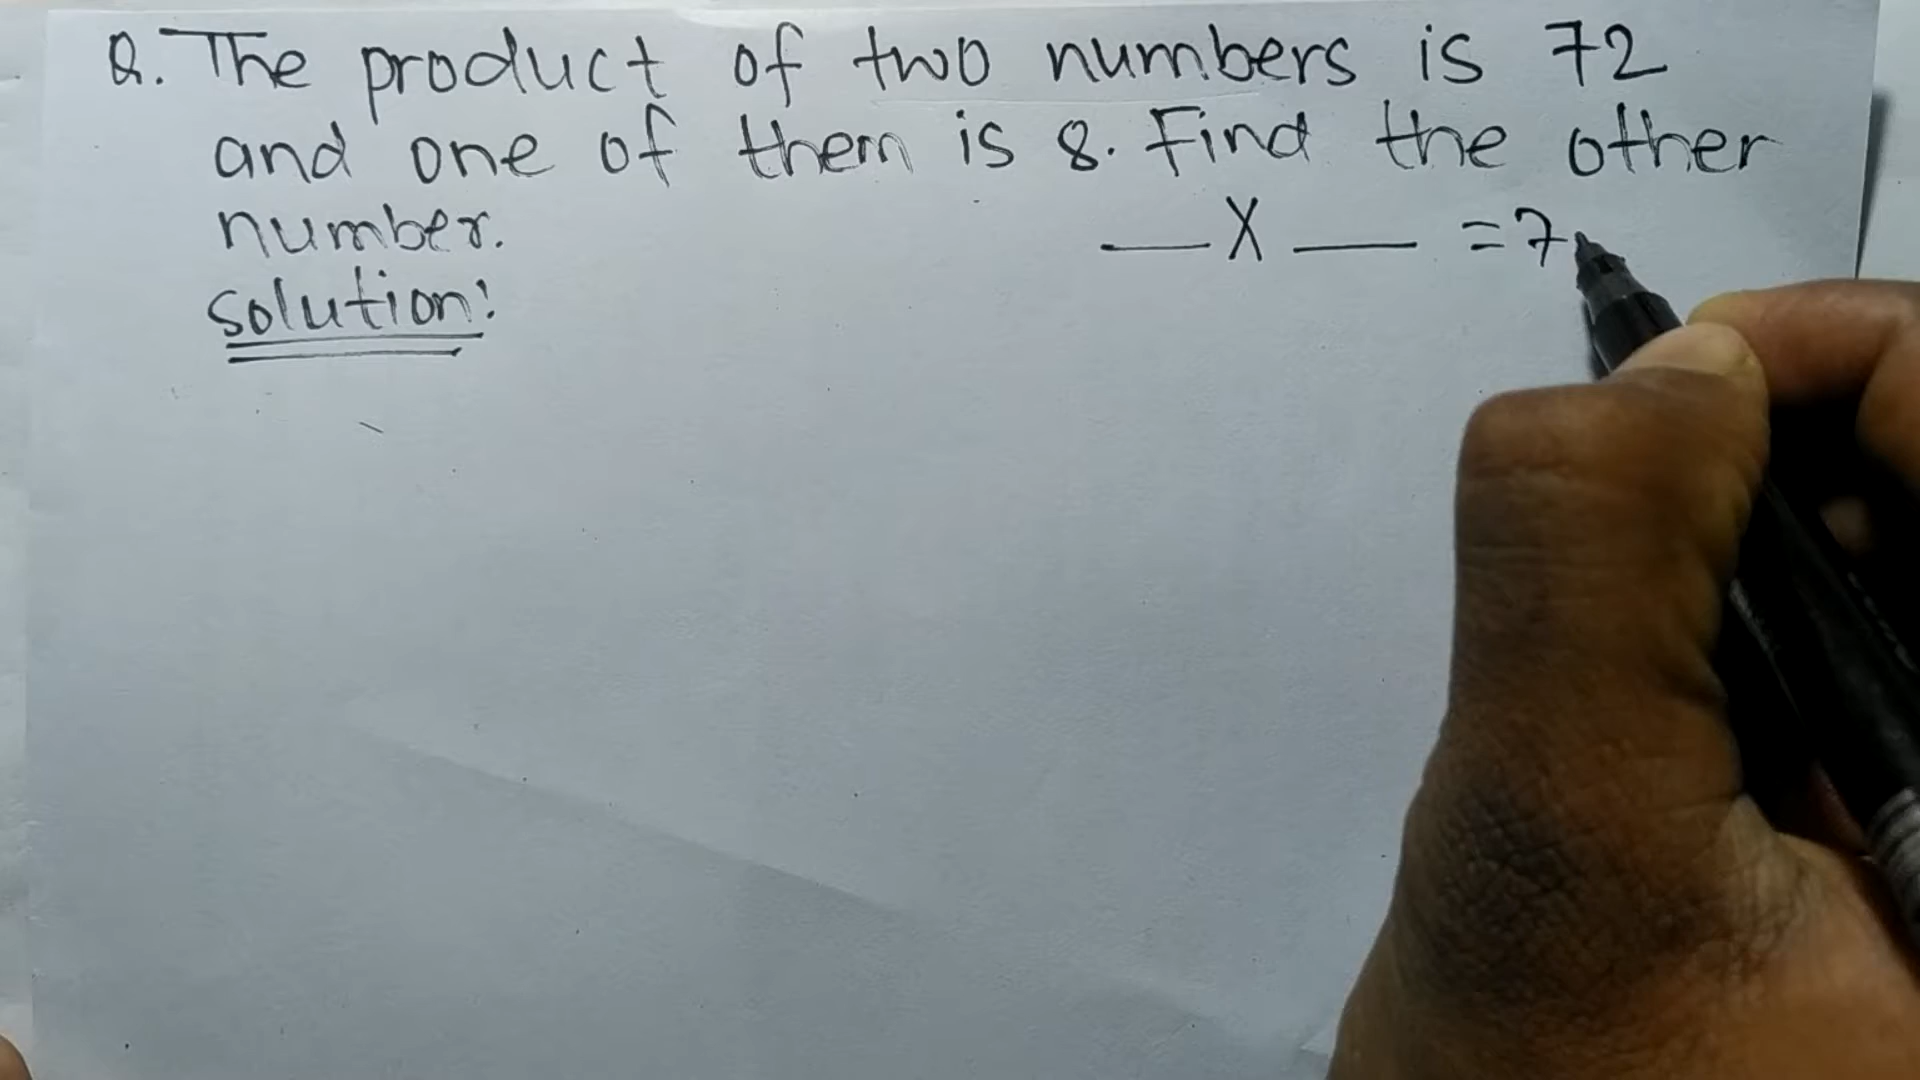 Q. The product of two numbers is 72
and one of them is 8. Find the other
number.
__ X __ = 7
solution: